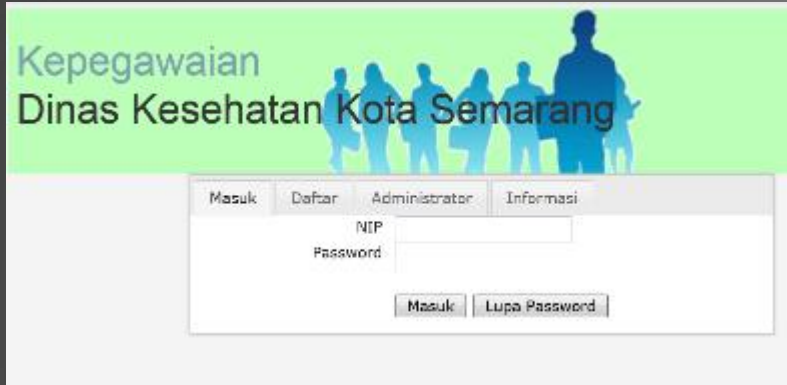 Kepegawaian
Dinas Kesehatan Kota Semarang
Masuk Daftar Administrator Informasi
NIP
Password
Masuk Lupa Password